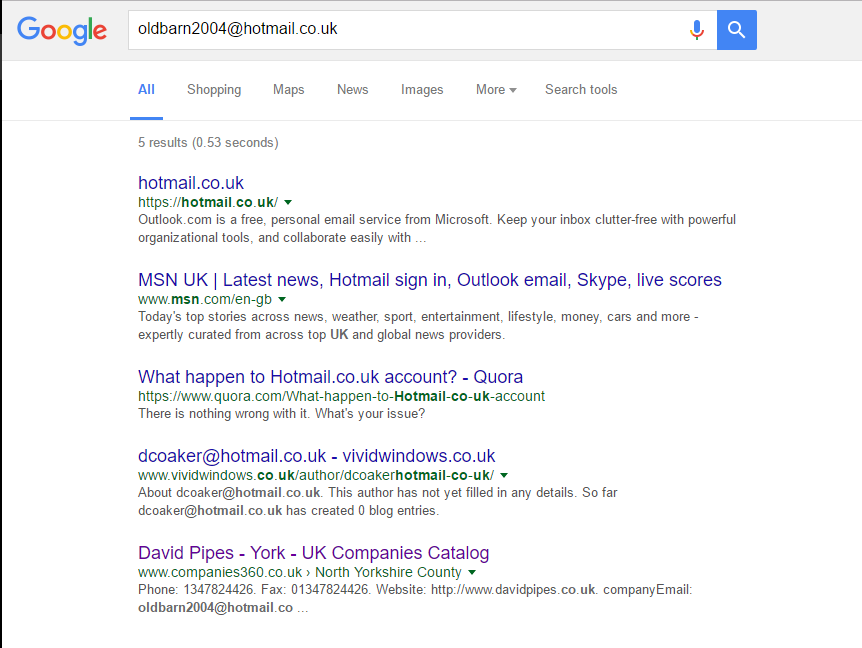 Google
oldbarn2004@hotmail.co.uk
All Shopping Maps News Images More Search tools
5 results (0.53 seconds)
hotmail.co.uk
https://hotmail.co.uk/
Outlook.com is a free, personal email service from Microsoft. Keep your inbox clutter-free with powerful
organizational tools, and collaborate easily with ...
MSN UK | Latest news, Hotmail sign in, Outlook email, Skype, live scores
www.msn.com/en-gb
Today's top stories across news, weather, sport, entertainment, lifestyle, money, cars and more -
expertly curated from across top UK and global news providers.
What happen to Hotmail.co.uk account? - Quora
https://www.quora.com/What-happen-to-Hotmail-co-uk-account
There is nothing wrong with it. What's your issue?
dcoaker@hotmail.co.uk - vividwindows.co.uk
www.vividwindows.co.uk/author/dcoakerhotmail-co-uk/
About dcoaker@hotmail.co.uk. This author has not yet filled in any details. So far
dcoaker@hotmail.co.uk has created 0 blog entries.
David Pipes - York - UK Companies Catalog
www.companies360.co.uk › North Yorkshire County
Phone: 1347824426. Fax: 01347824426. Website: http://www.davidpipes.co.uk. companyEmail:
oldbarn2004@hotmail.co ...